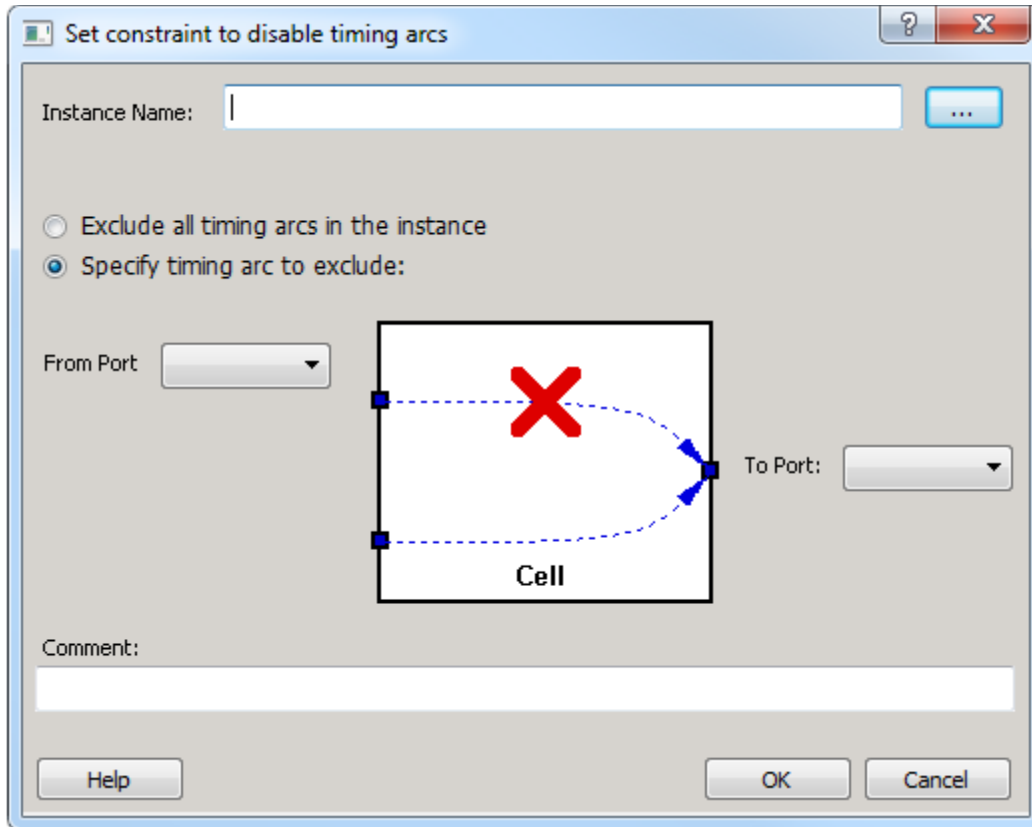 Set constraint to disable timing arcs
?
Instance Name:
...
Exclude all timing arcs in the instance
Specify timing arc to exclude:
From Port
To Port:
Cell
Comment:
Help
OK
Cancel